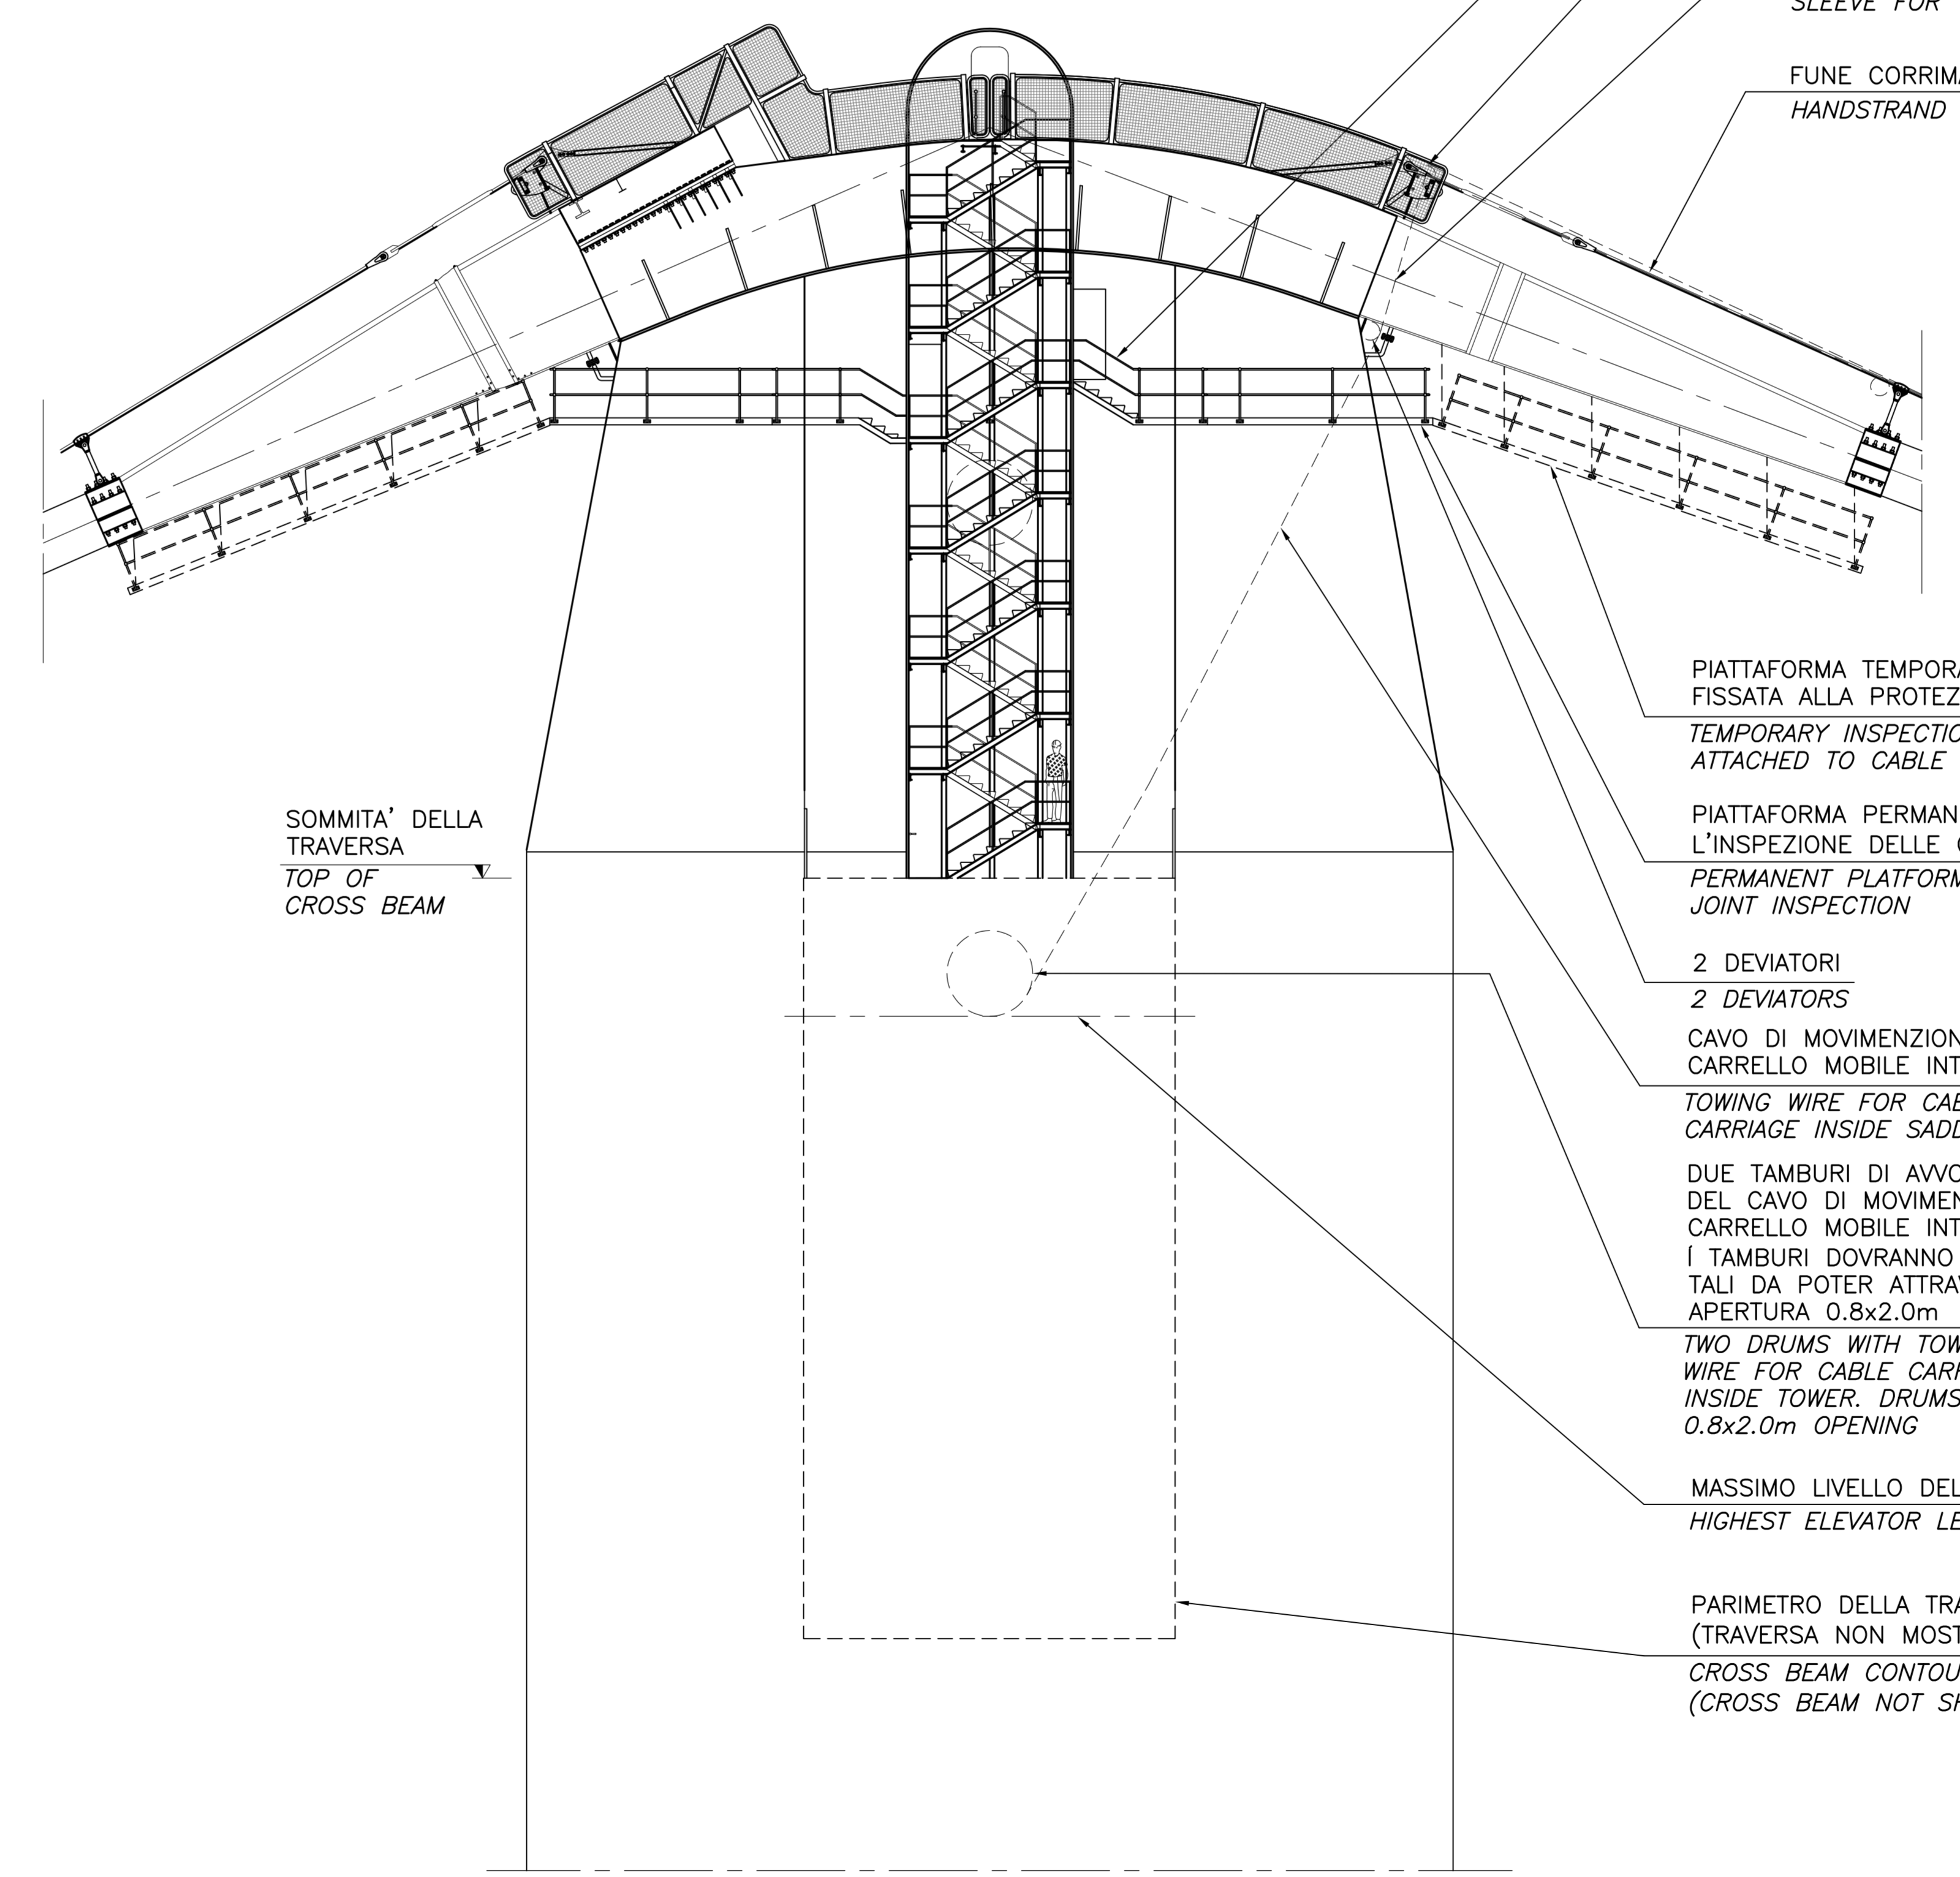 SLEEVE FOR
FUNE CORRIMA
HANDSTRAND
PIATTAFORMA TEMPORA
FISSATA ALLA PROTEZ
TEMPORARY INSPECTIO
ATTACHED TO CABLE
SOMMITA' DELLA
TRAVERSA
TOP OF
CROSS BEAM
PIATTAFORMA PERMAN
L'INSPEZIONE DELLE
PERMANENT PLATFORM
JOINT INSPECTION
2 DEVIATORI
2 DEVIATORS
CAVO DI MOVIMENZION
CARRELLO MOBILE INT
TOWING WIRE FOR CAB
CARRIAGE INSIDE SADD
DUE TAMBURI DI AVVO
DEL CAVO DI MOVIMEN
CARRELLO MOBILE INT
Í TAMBURI DOVRANNO
TALI DA POTER ATTRAV
APERTURA 0.8x2.0m
TWO DRUMS WITH TOW
WIRE FOR CABLE CARR
INSIDE TOWER. DRUMS
0.8x2.0m OPENING
MASSIMO LIVELLO DEL
HIGHEST ELEVATOR LE
PARIMETRO DELLA TRA
(TRAVERSA NON MOST
CROSS BEAM CONTOU
(CROSS BEAM NOT SH